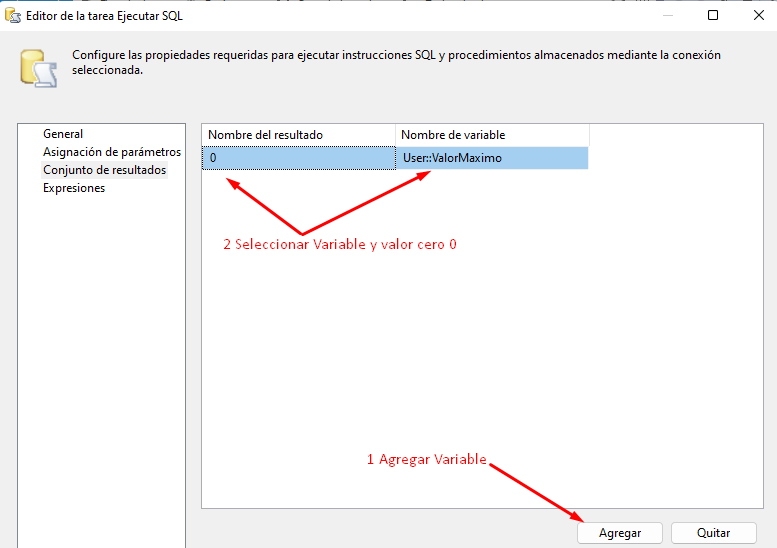 Editor de la tarea Ejecutar SQL
Configure las propiedades requeridas para ejecutar instrucciones SQL y procedimientos almacenados mediante la conexión
seleccionada.
General
Asignación de parámetros
Conjunto de resultados
Expresiones
Nombre del resultado Nombre de variable
0 User::ValorMaximo
2 Seleccionar Variable y valor cero 0
1 Agregar Variable
Agregar Quitar